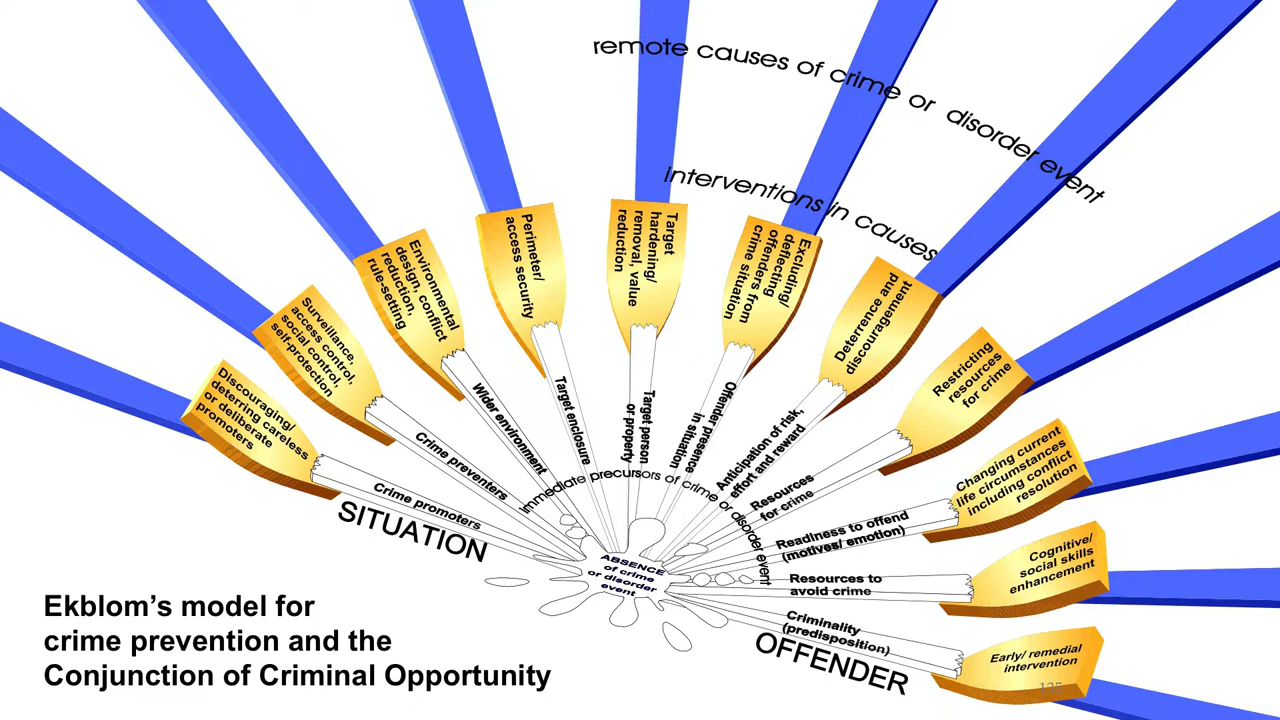 remote causes of crime or disorder event
interventions in causes
Discouraging/
deterring careless
or deliberate
promoters
Surveillance,
access control,
social control,
self-protection
Environmental
design, conflict
reduction,
rule-setting
Perimeter/
access security
Target
hardening/
removal, value
reduction
Excluding/
deflecting
offenders from
crime situation
Deterrence and
discouragement
Restricting
resources
for crime
Changing current
life circumstances
including conflict
resolution
Cognitive/
social skills
enhancement
Early/ remedial
intervention
Crime promoters
Crime preventers
Wider environment
Target enclosure
Target person
or property
Offender presence
in situation
Anticipation of risk,
effort and reward
Resources
for crime
Readiness to offend
(motives/ emotion)
Resources to
avoid crime
Criminality
(predisposition)
immediate precursors of crime or disorder event
SITUATION
OFFENDER
ABSENCE
of crime
or disorder
event
Ekblom’s model for
crime prevention and the
Conjunction of Criminal Opportunity